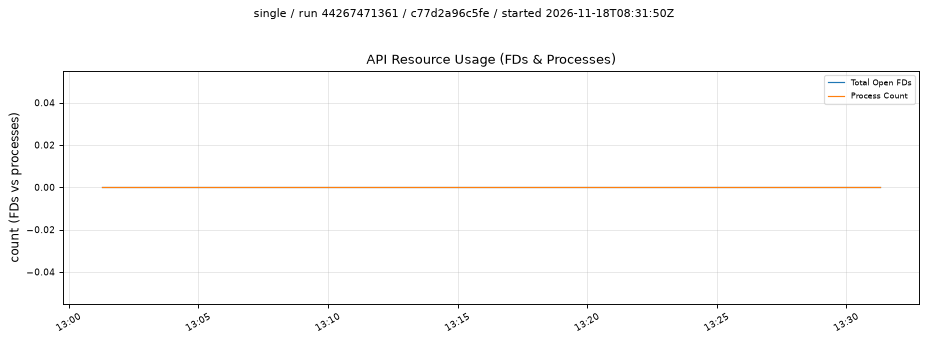 single / run 44267471361 / c77d2a96c5fe / started 2026-11-18T08:31:50Z
API Resource Usage (FDs & Processes)
Total Open FDs
Process Count
count (FDs vs processes)
0.04
0.02
0.00
−0.02
−0.04
13:00
13:05
13:10
13:15
13:20
13:25
13:30